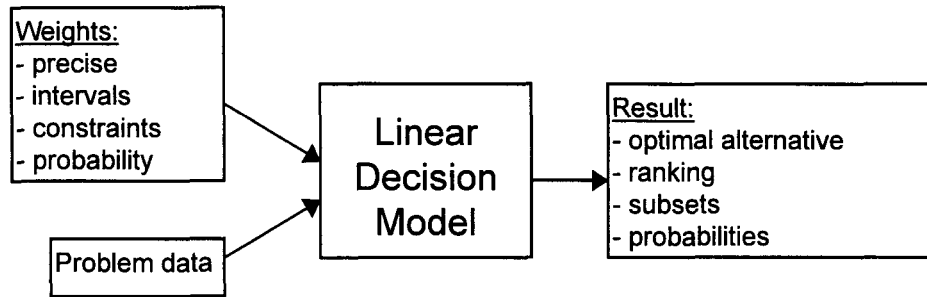 Weights:
- precise
- intervals
- constraints
- probability
Problem data
Linear
Decision
Model
Result:
- optimal alternative
- ranking
- subsets
- probabilities